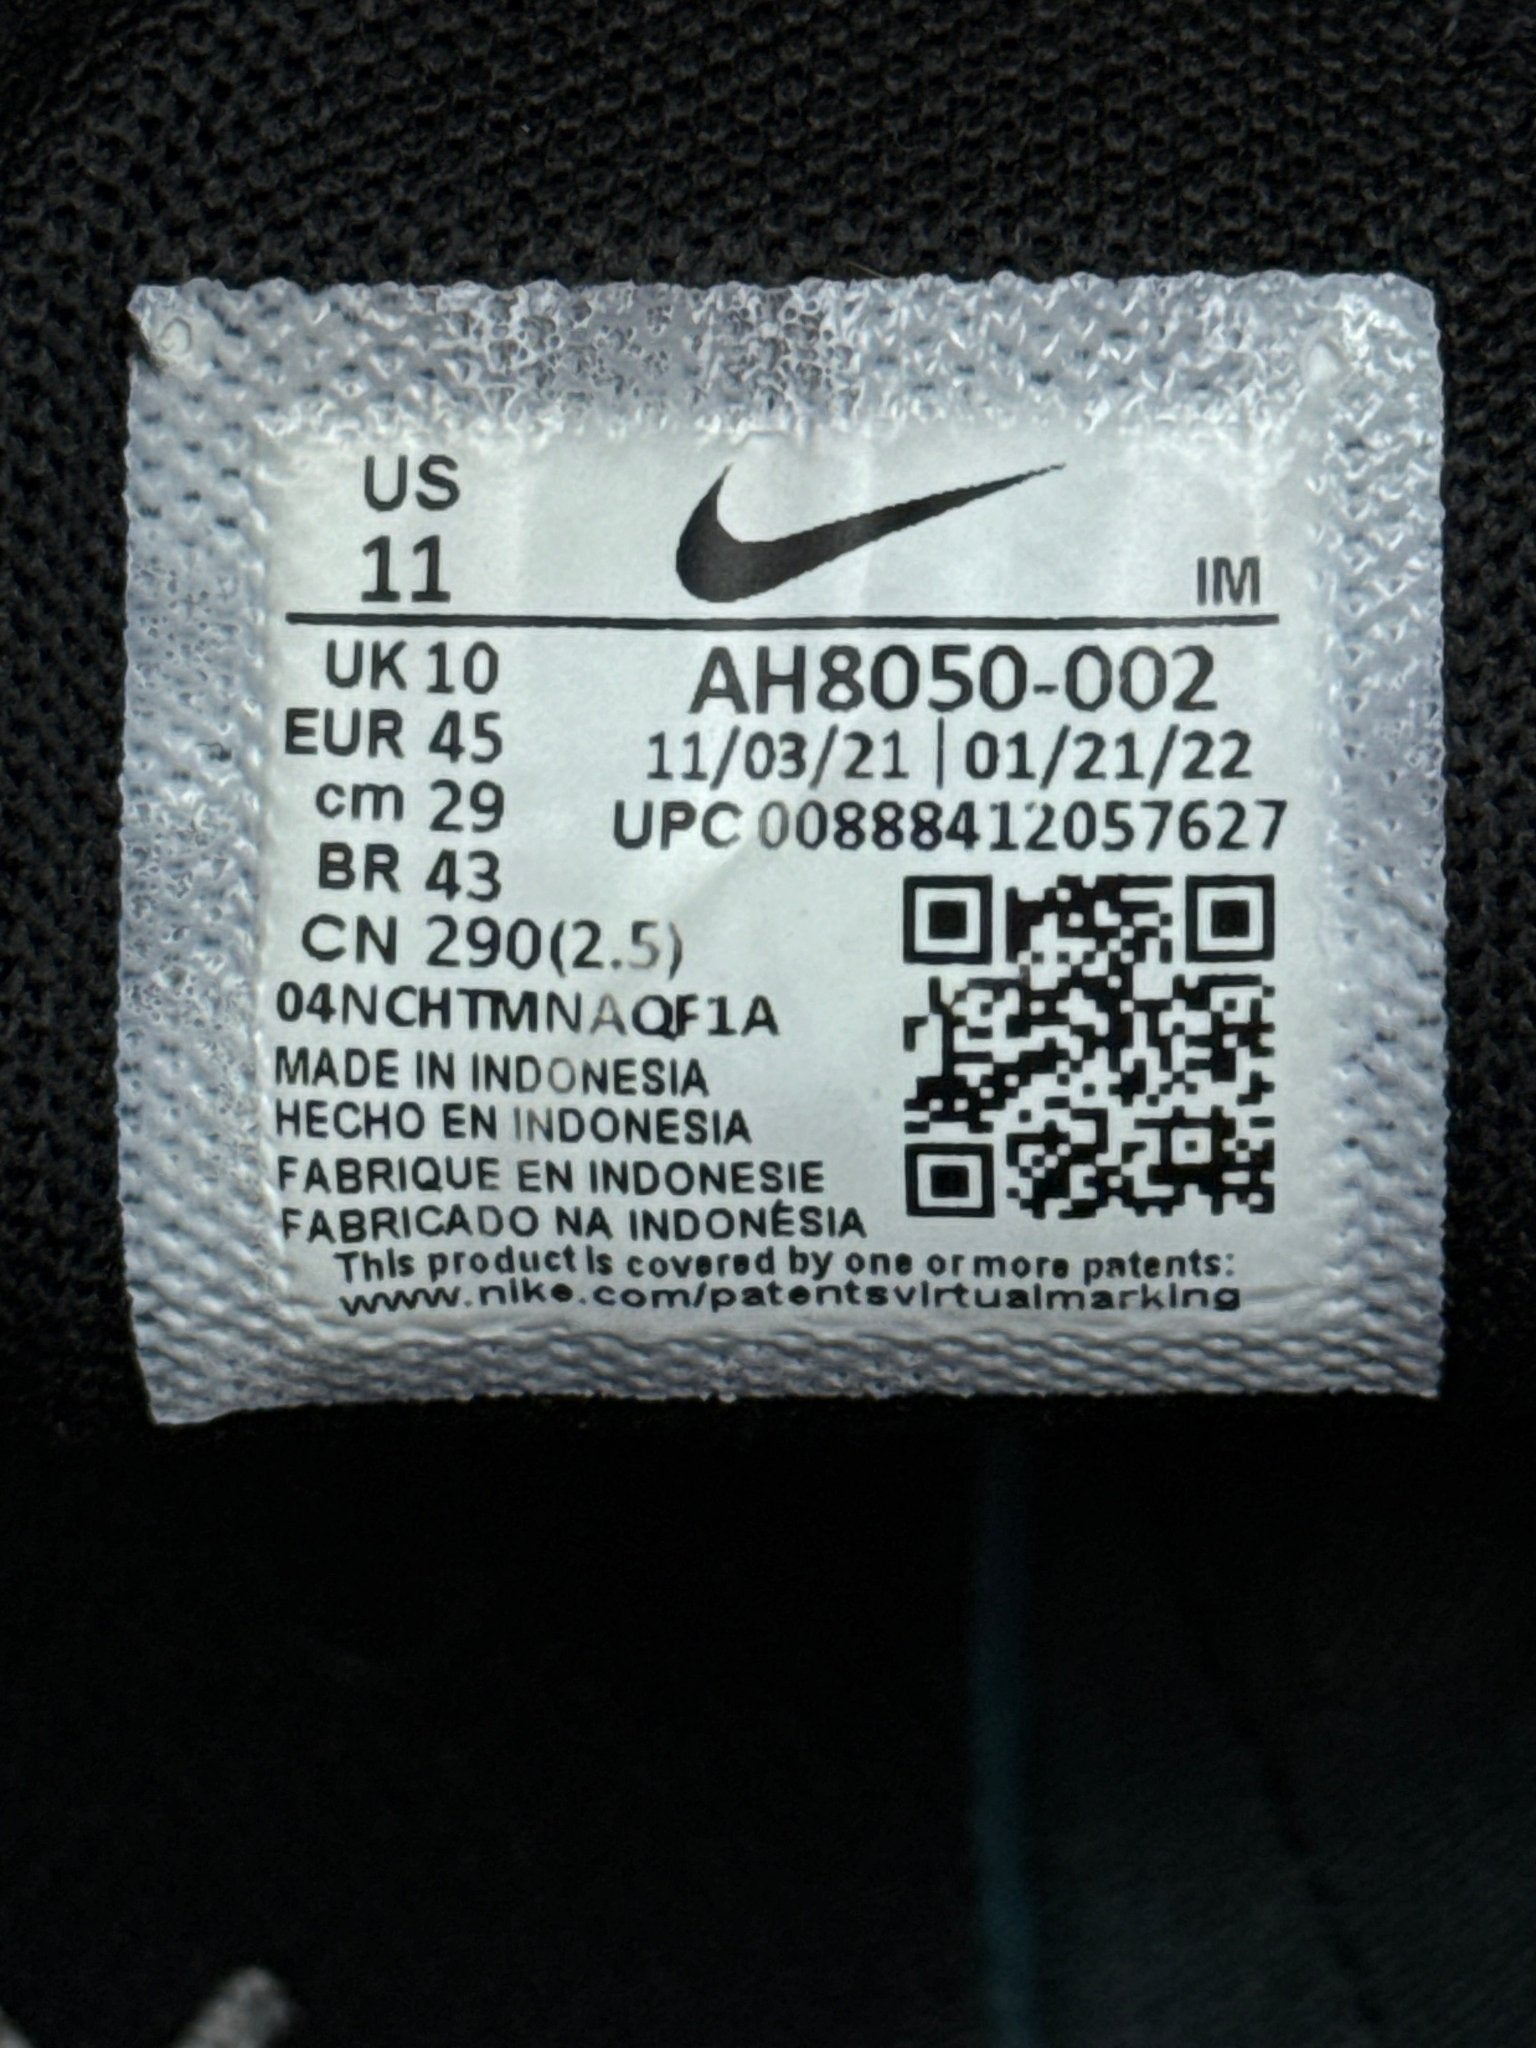 US
11
IM
UK 10
EUR 45
cm 29
BR 43
CN 290(2.5)
AH8050-002
11/03/21 | 01/21/22
UPC 00888412057627
04NCHTMNAQF1A
MADE IN INDONESIA
HECHO EN INDONESIA
FABRIQUE EN INDONESIE
FABRICADO NA INDONÉSIA
This product is covered by one or more patents:
www.nike.com/patentsvirtualmarking